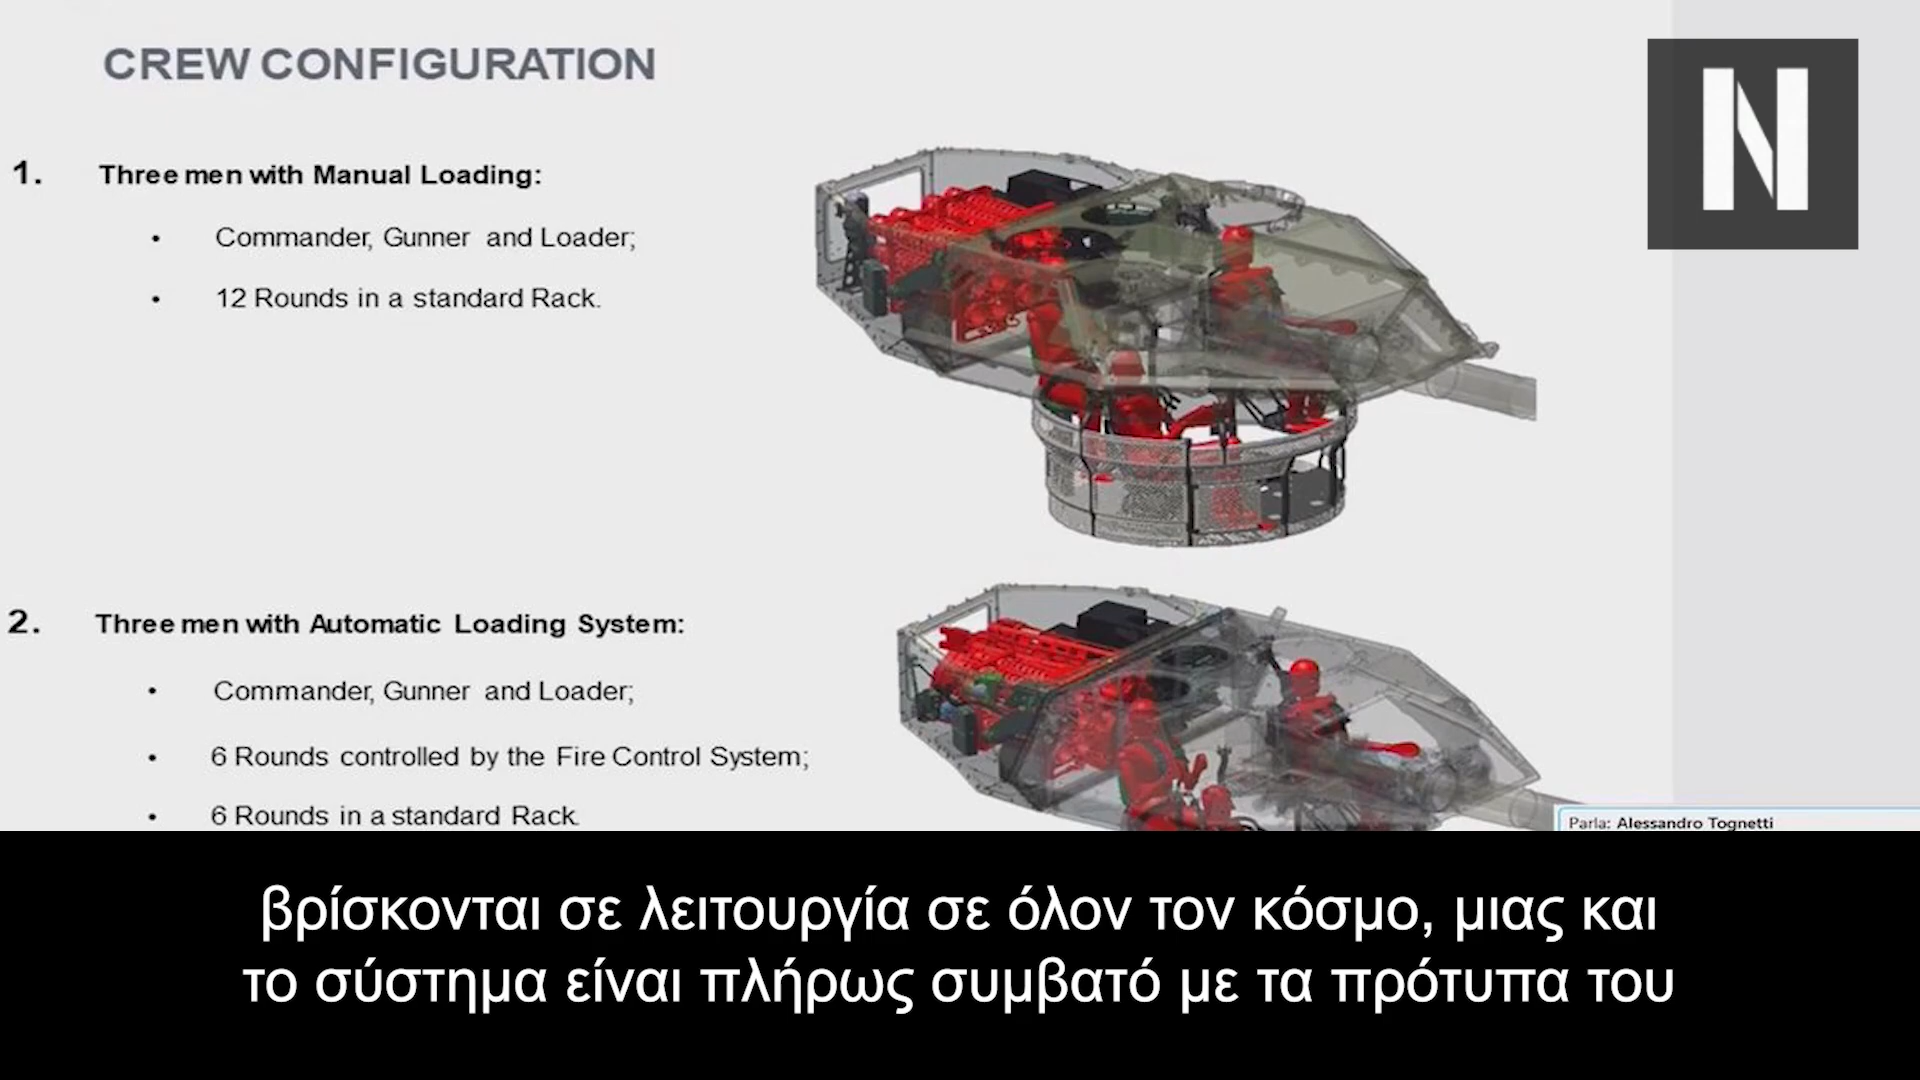 CREW CONFIGURATION
N
1. Three men with Manual Loading:
• Commander, Gunner and Loader;
• 12 Rounds in a standard Rack.
2. Three men with Automatic Loading System:
• Commander, Gunner and Loader;
• 6 Rounds controlled by the Fire Control System;
• 6 Rounds in a standard Rack.
Parla: Alessandro Tognetti
βρίσκονται σε λειτουργία σε όλον τον κόσμο, μιας και
το σύστημα είναι πλήρως συμβατό με τα πρότυπα του